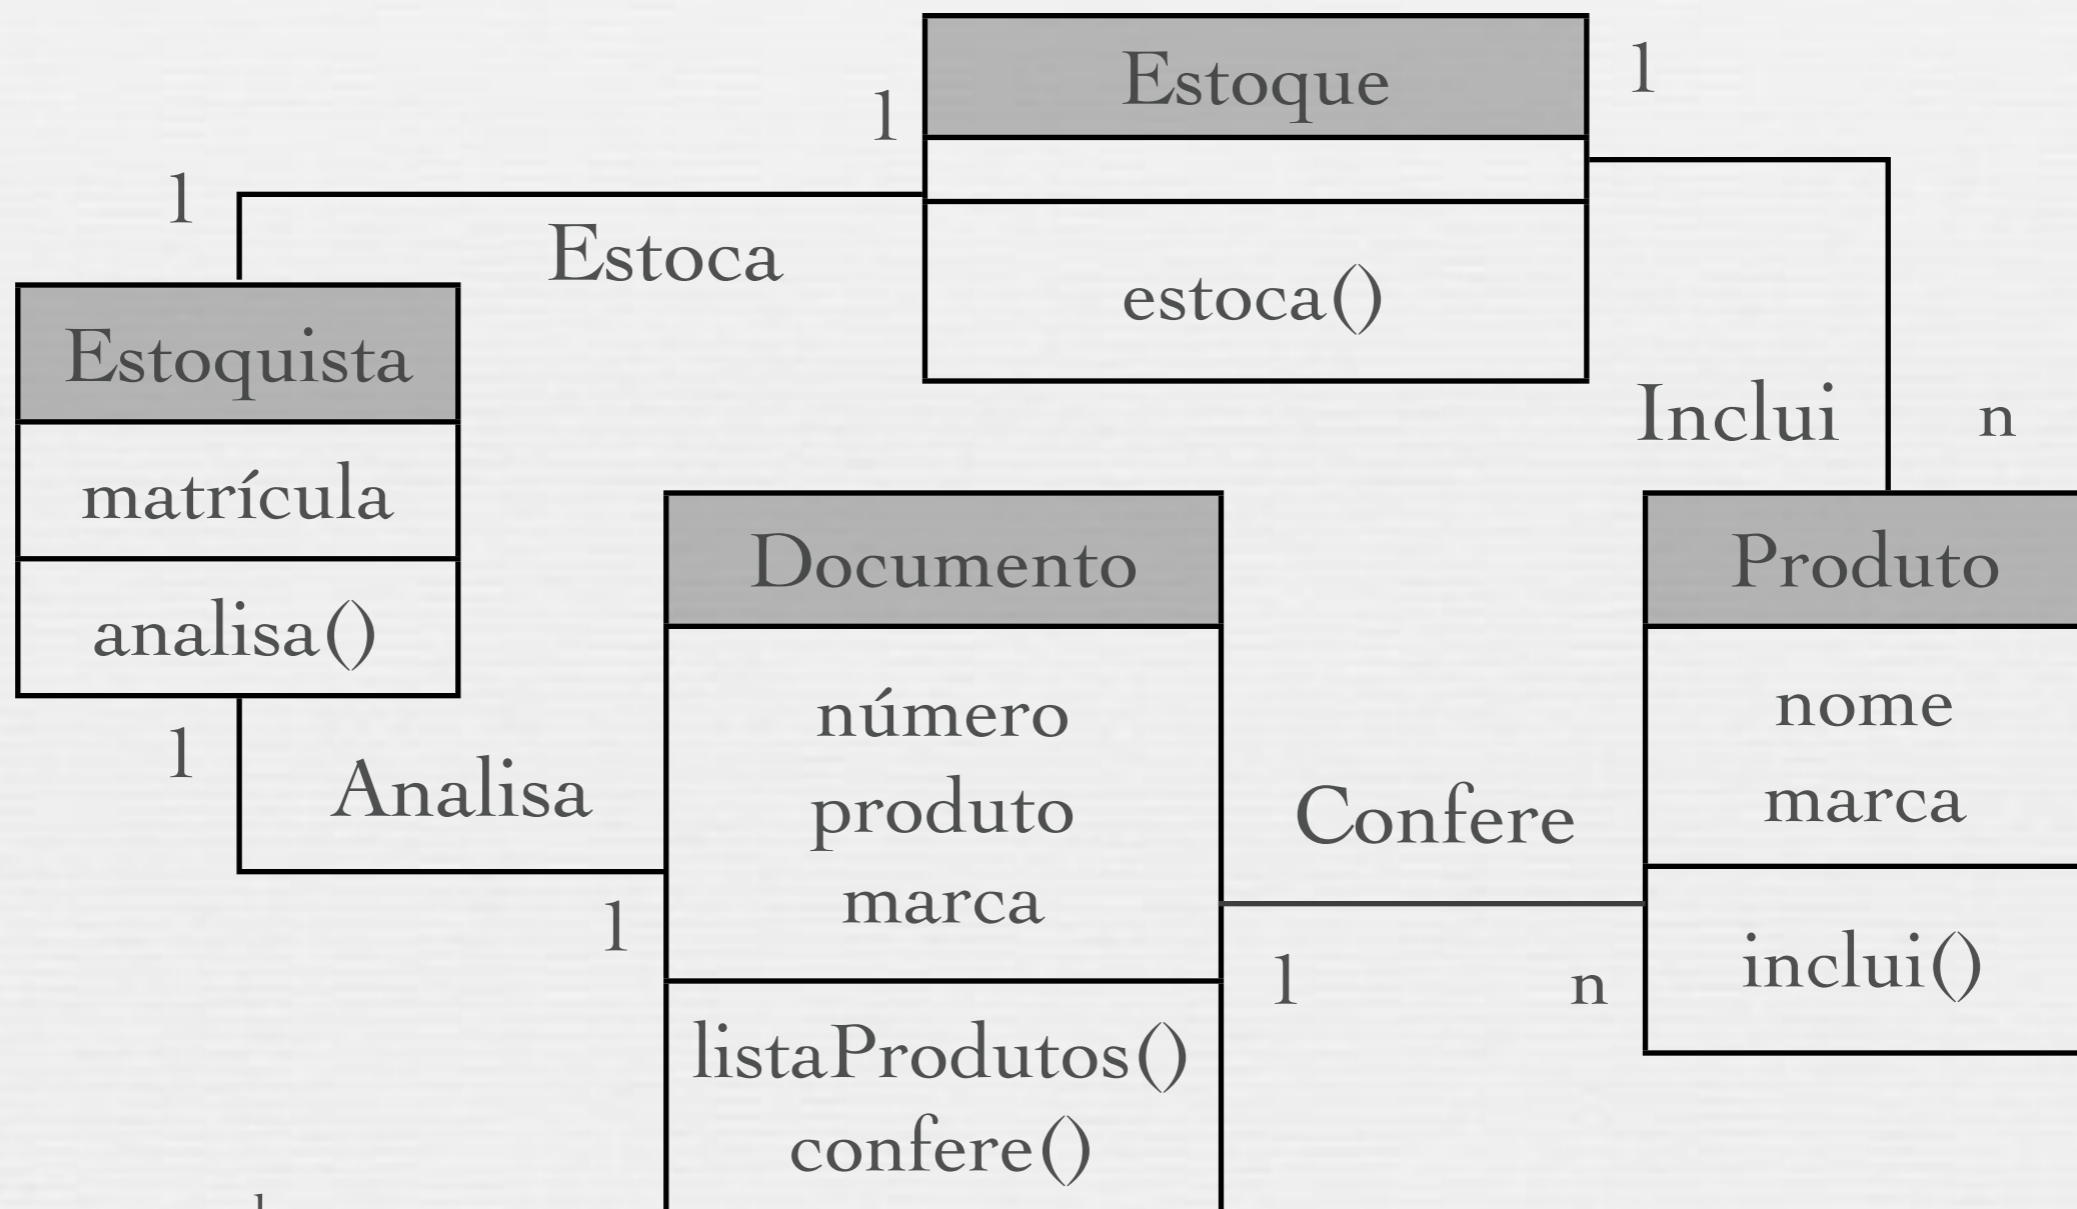 Estoque
1
1
1
Estoca
estoca()
Estoquista
matrícula
analisa()
Inclui
n
Documento
número
produto
marca
listaProdutos()
confere()
Produto
nome
marca
inclui()
1
Analisa
1
Confere
1
n